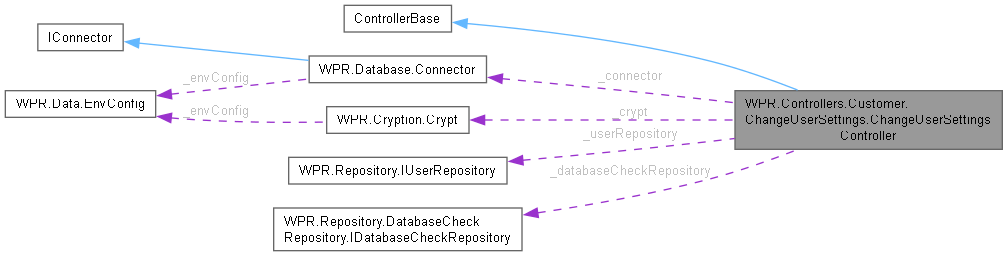 ControllerBase
IConnector
WPR.Database.Connector
_envConfig
_connector
WPR.Data.EnvConfig
_envConfig
WPR.Cryption.Crypt
_crypt
WPR.Controllers.Customer.
ChangeUserSettings.ChangeUserSettings
Controller
_userRepository
WPR.Repository.IUserRepository
_databaseCheckRepository
WPR.Repository.DatabaseCheck
Repository.IDatabaseCheckRepository